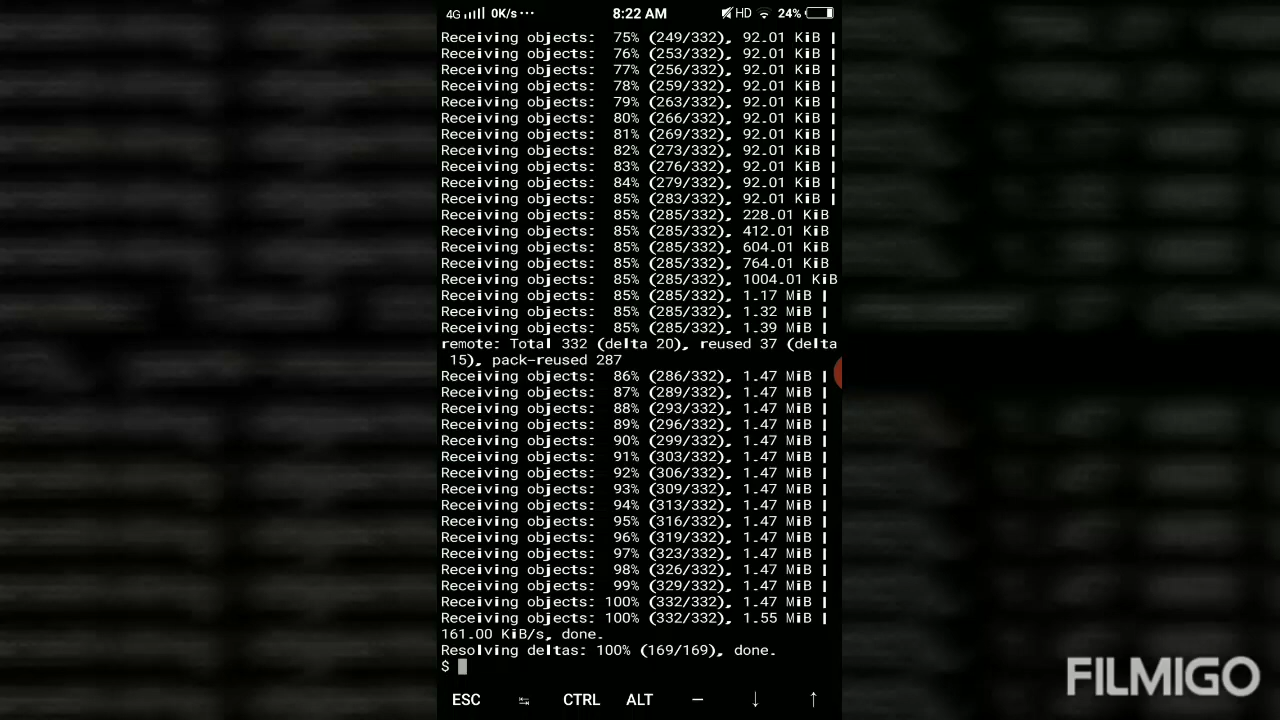 4G 0K/s ··· 8:22 AM HD 24%
Receiving objects: 75% (249/332), 92.01 KiB |
Receiving objects: 76% (253/332), 92.01 KiB |
Receiving objects: 77% (256/332), 92.01 KiB |
Receiving objects: 78% (259/332), 92.01 KiB |
Receiving objects: 79% (263/332), 92.01 KiB |
Receiving objects: 80% (266/332), 92.01 KiB |
Receiving objects: 81% (269/332), 92.01 KiB |
Receiving objects: 82% (273/332), 92.01 KiB |
Receiving objects: 83% (276/332), 92.01 KiB |
Receiving objects: 84% (279/332), 92.01 KiB |
Receiving objects: 85% (283/332), 92.01 KiB |
Receiving objects: 85% (285/332), 228.01 KiB
Receiving objects: 85% (285/332), 412.01 KiB
Receiving objects: 85% (285/332), 604.01 KiB
Receiving objects: 85% (285/332), 764.01 KiB
Receiving objects: 85% (285/332), 1004.01 KiB
Receiving objects: 85% (285/332), 1.17 MiB |
Receiving objects: 85% (285/332), 1.32 MiB |
Receiving objects: 85% (285/332), 1.39 MiB |
remote: Total 332 (delta 20), reused 37 (delta
15), pack-reused 287
Receiving objects: 86% (286/332), 1.47 MiB |
Receiving objects: 87% (289/332), 1.47 MiB |
Receiving objects: 88% (293/332), 1.47 MiB |
Receiving objects: 89% (296/332), 1.47 MiB |
Receiving objects: 90% (299/332), 1.47 MiB |
Receiving objects: 91% (303/332), 1.47 MiB |
Receiving objects: 92% (306/332), 1.47 MiB |
Receiving objects: 93% (309/332), 1.47 MiB |
Receiving objects: 94% (313/332), 1.47 MiB |
Receiving objects: 95% (316/332), 1.47 MiB |
Receiving objects: 96% (319/332), 1.47 MiB |
Receiving objects: 97% (323/332), 1.47 MiB |
Receiving objects: 98% (326/332), 1.47 MiB |
Receiving objects: 99% (329/332), 1.47 MiB |
Receiving objects: 100% (332/332), 1.47 MiB |
Receiving objects: 100% (332/332), 1.55 MiB |
161.00 KiB/s, done.
Resolving deltas: 100% (169/169), done.
$
ESC ↹ CTRL ALT — ↓ ↑
FILMIGO